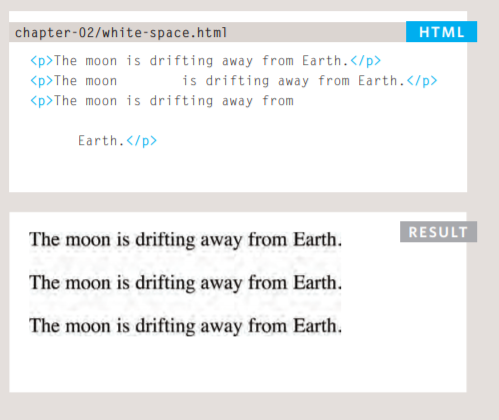 chapter-02/white-space.html HTML
<p>The moon is drifting away from Earth.</p>
<p>The moon        is drifting away from Earth.</p>
<p>The moon is drifting away from
      Earth.</p>
RESULT
The moon is drifting away from Earth.
The moon is drifting away from Earth.
The moon is drifting away from Earth.